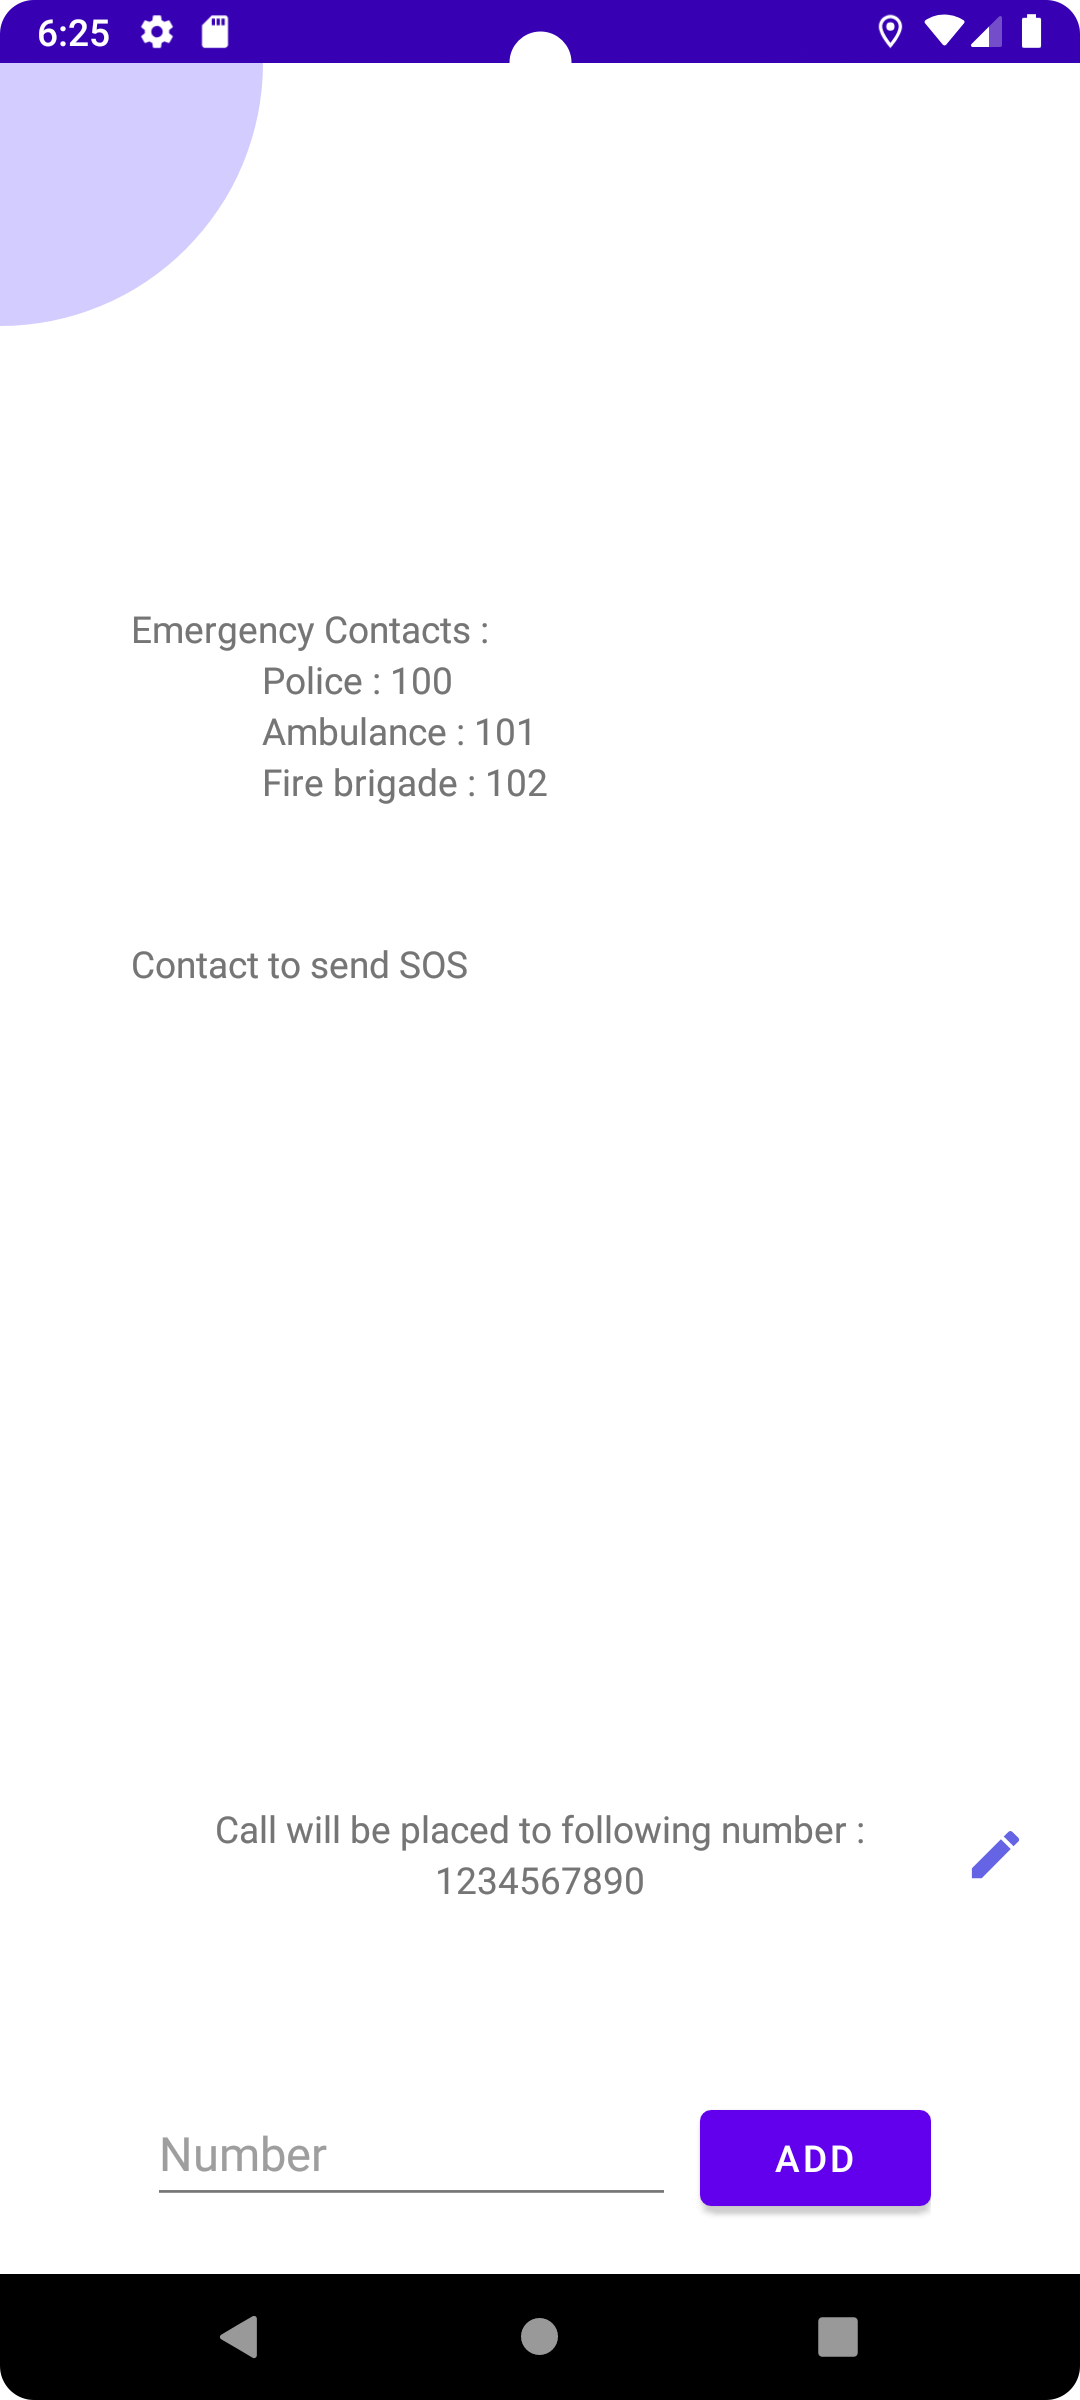 6:25
Emergency Contacts :
Police : 100
Ambulance : 101
Fire brigade : 102
Contact to send SOS
Call will be placed to following number :
1234567890
Number
ADD